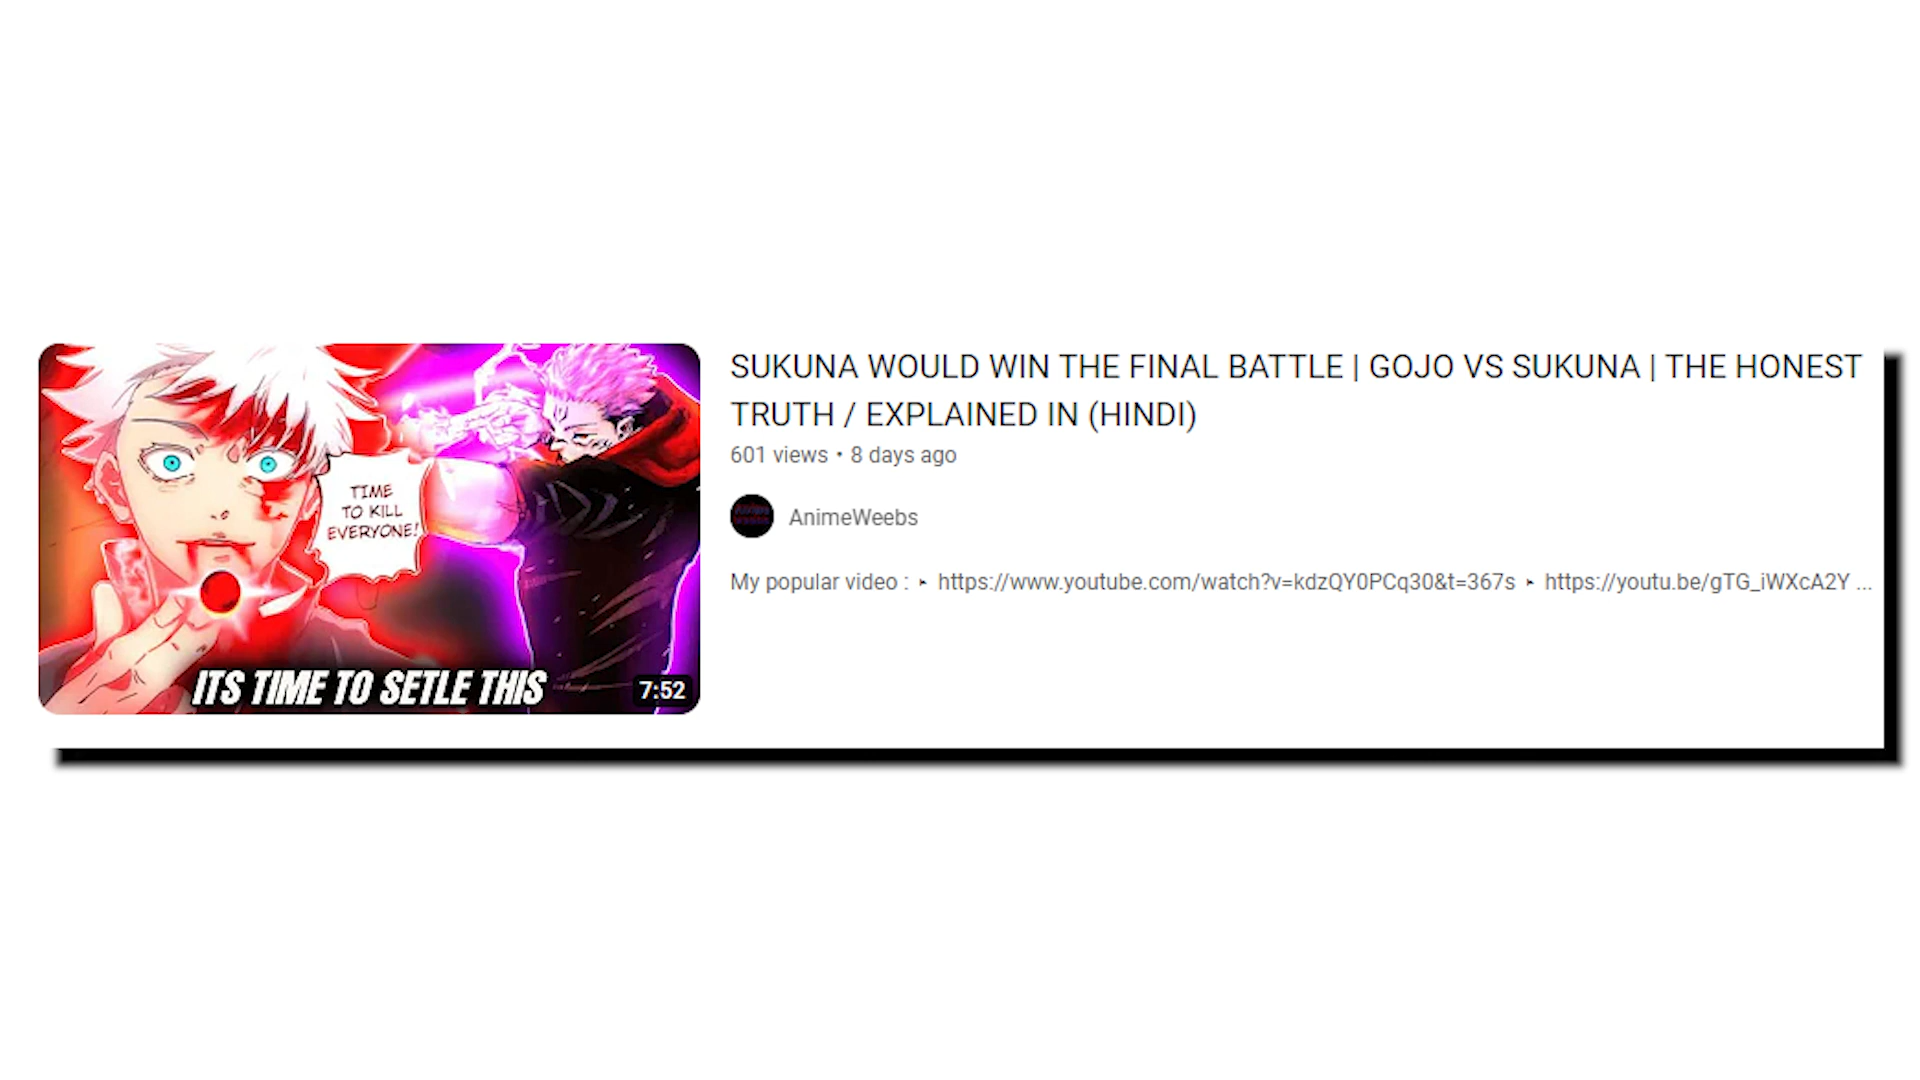 TIME
TO KILL
EVERYONE!
ITS TIME TO SETLE THIS
7:52
SUKUNA WOULD WIN THE FINAL BATTLE | GOJO VS SUKUNA | THE HONEST
TRUTH / EXPLAINED IN (HINDI)
601 views • 8 days ago
AnimeWeebs
My popular video : ➤ https://www.youtube.com/watch?v=kdzQY0PCq30&t=367s ➤ https://youtu.be/gTG_iWXcA2Y ...